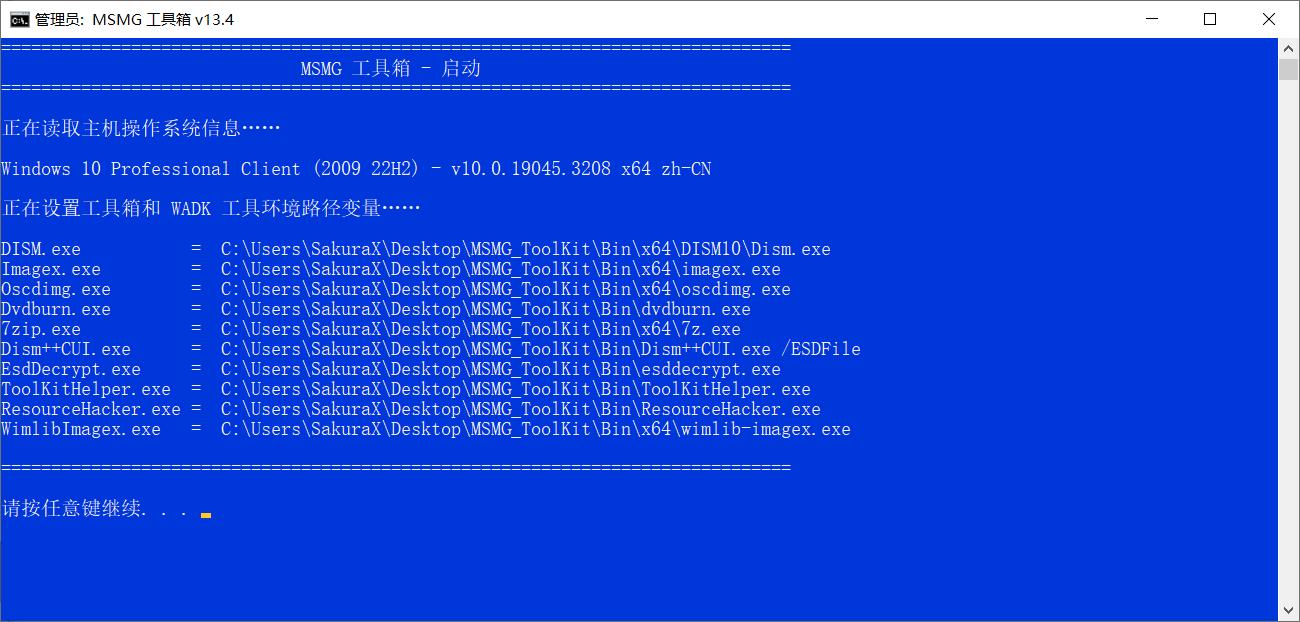 管理员: MSMG 工具箱 v13.4
===============================================================================
MSMG 工具箱 - 启动
===============================================================================
正在读取主机操作系统信息……
Windows 10 Professional Client (2009 22H2) - v10.0.19045.3208 x64 zh-CN
正在设置工具箱和 WADK 工具环境路径变量……
DISM.exe           =  C:\Users\SakuraX\Desktop\MSMG_ToolKit\Bin\x64\DISM10\Dism.exe
Imagex.exe         =  C:\Users\SakuraX\Desktop\MSMG_ToolKit\Bin\x64\imagex.exe
Oscdimg.exe        =  C:\Users\SakuraX\Desktop\MSMG_ToolKit\Bin\x64\oscdimg.exe
Dvdburn.exe        =  C:\Users\SakuraX\Desktop\MSMG_ToolKit\Bin\dvdburn.exe
7zip.exe           =  C:\Users\SakuraX\Desktop\MSMG_ToolKit\Bin\x64\7z.exe
Dism++CUI.exe      =  C:\Users\SakuraX\Desktop\MSMG_ToolKit\Bin\Dism++CUI.exe /ESDFile
EsdDecrypt.exe     =  C:\Users\SakuraX\Desktop\MSMG_ToolKit\Bin\esddecrypt.exe
ToolKitHelper.exe  =  C:\Users\SakuraX\Desktop\MSMG_ToolKit\Bin\ToolKitHelper.exe
ResourceHacker.exe =  C:\Users\SakuraX\Desktop\MSMG_ToolKit\Bin\ResourceHacker.exe
WimlibImagex.exe   =  C:\Users\SakuraX\Desktop\MSMG_ToolKit\Bin\x64\wimlib-imagex.exe
===============================================================================
请按任意键继续. . .